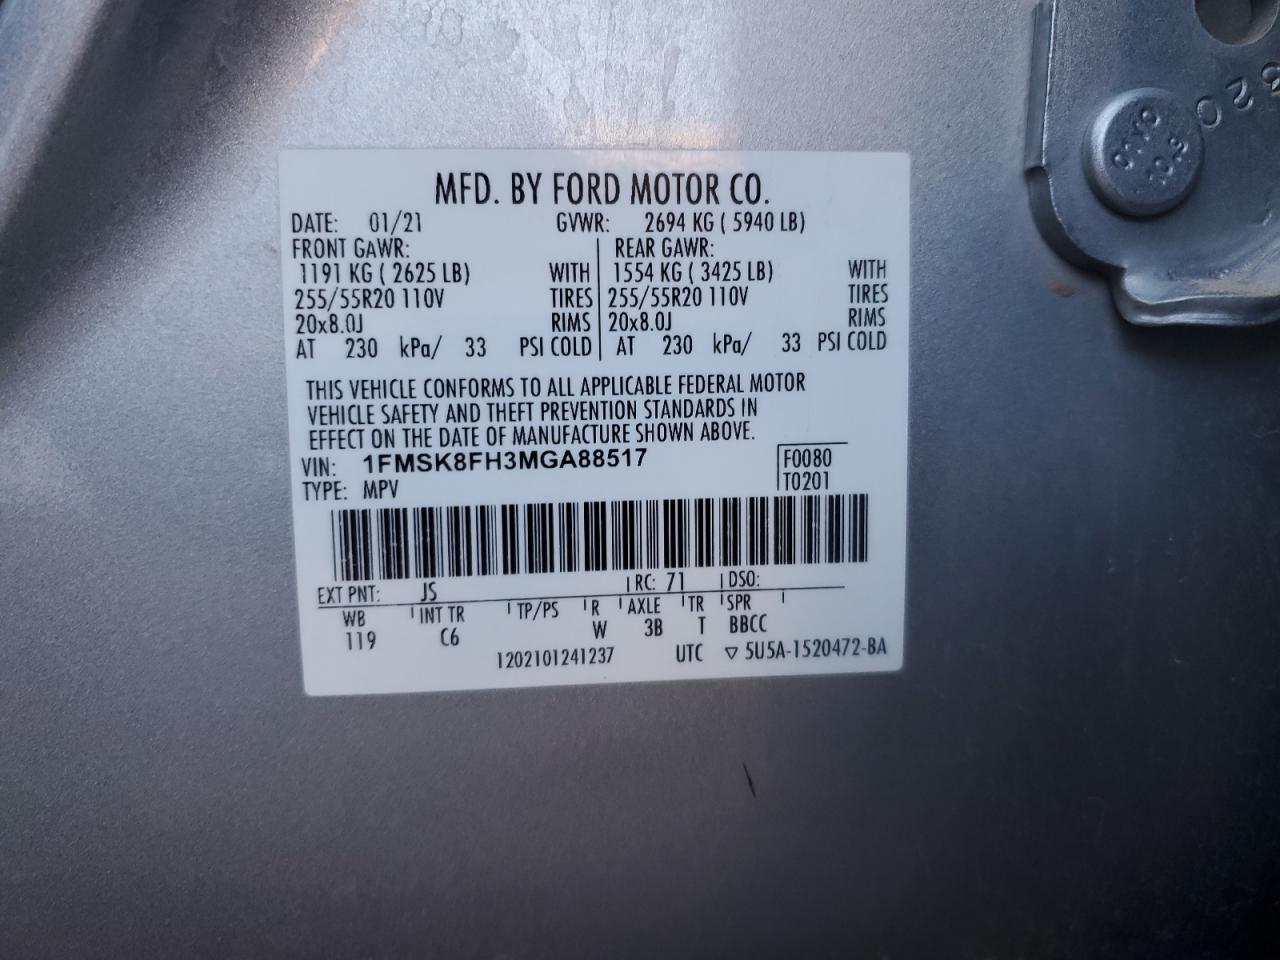 MFD. BY FORD MOTOR CO.
DATE: 01/21 GVWR: 2694 KG ( 5940 LB)
FRONT GAWR: REAR GAWR:
1191 KG ( 2625 LB) WITH 1554 KG ( 3425 LB) WITH
255/55R20 110V TIRES 255/55R20 110V TIRES
20x8.0J RIMS 20x8.0J RIMS
AT 230 kPa/ 33 PSI COLD AT 230 kPa/ 33 PSI COLD
THIS VEHICLE CONFORMS TO ALL APPLICABLE FEDERAL MOTOR
VEHICLE SAFETY AND THEFT PREVENTION STANDARDS IN
EFFECT ON THE DATE OF MANUFACTURE SHOWN ABOVE.
VIN: 1FMSK8FH3MGA88517 F0080
TYPE: MPV T0201
EXT PNT: JS RC: 71 DSO:
WB INT TR TP/PS R AXLE TR SPR
119 C6 W 3B T BBCC
1202101241237 UTC ▽ 5U5A-1520472-BA